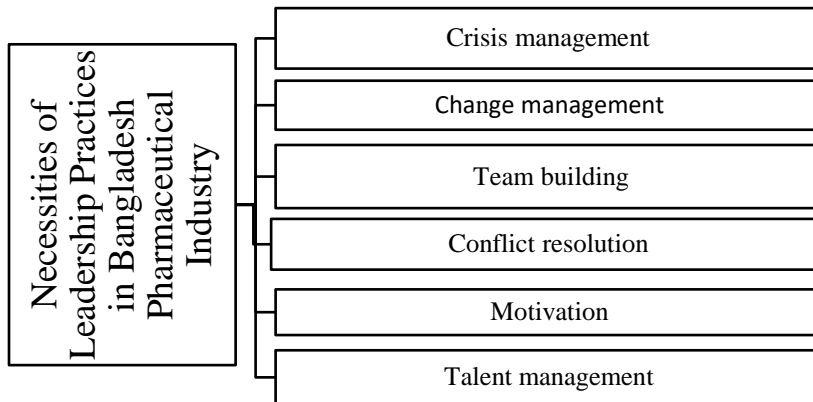 Necessities of
Leadership Practices
in Bangladesh
Pharmaceutical
Industry
Crisis management
Change management
Team building
Conflict resolution
Motivation
Talent management